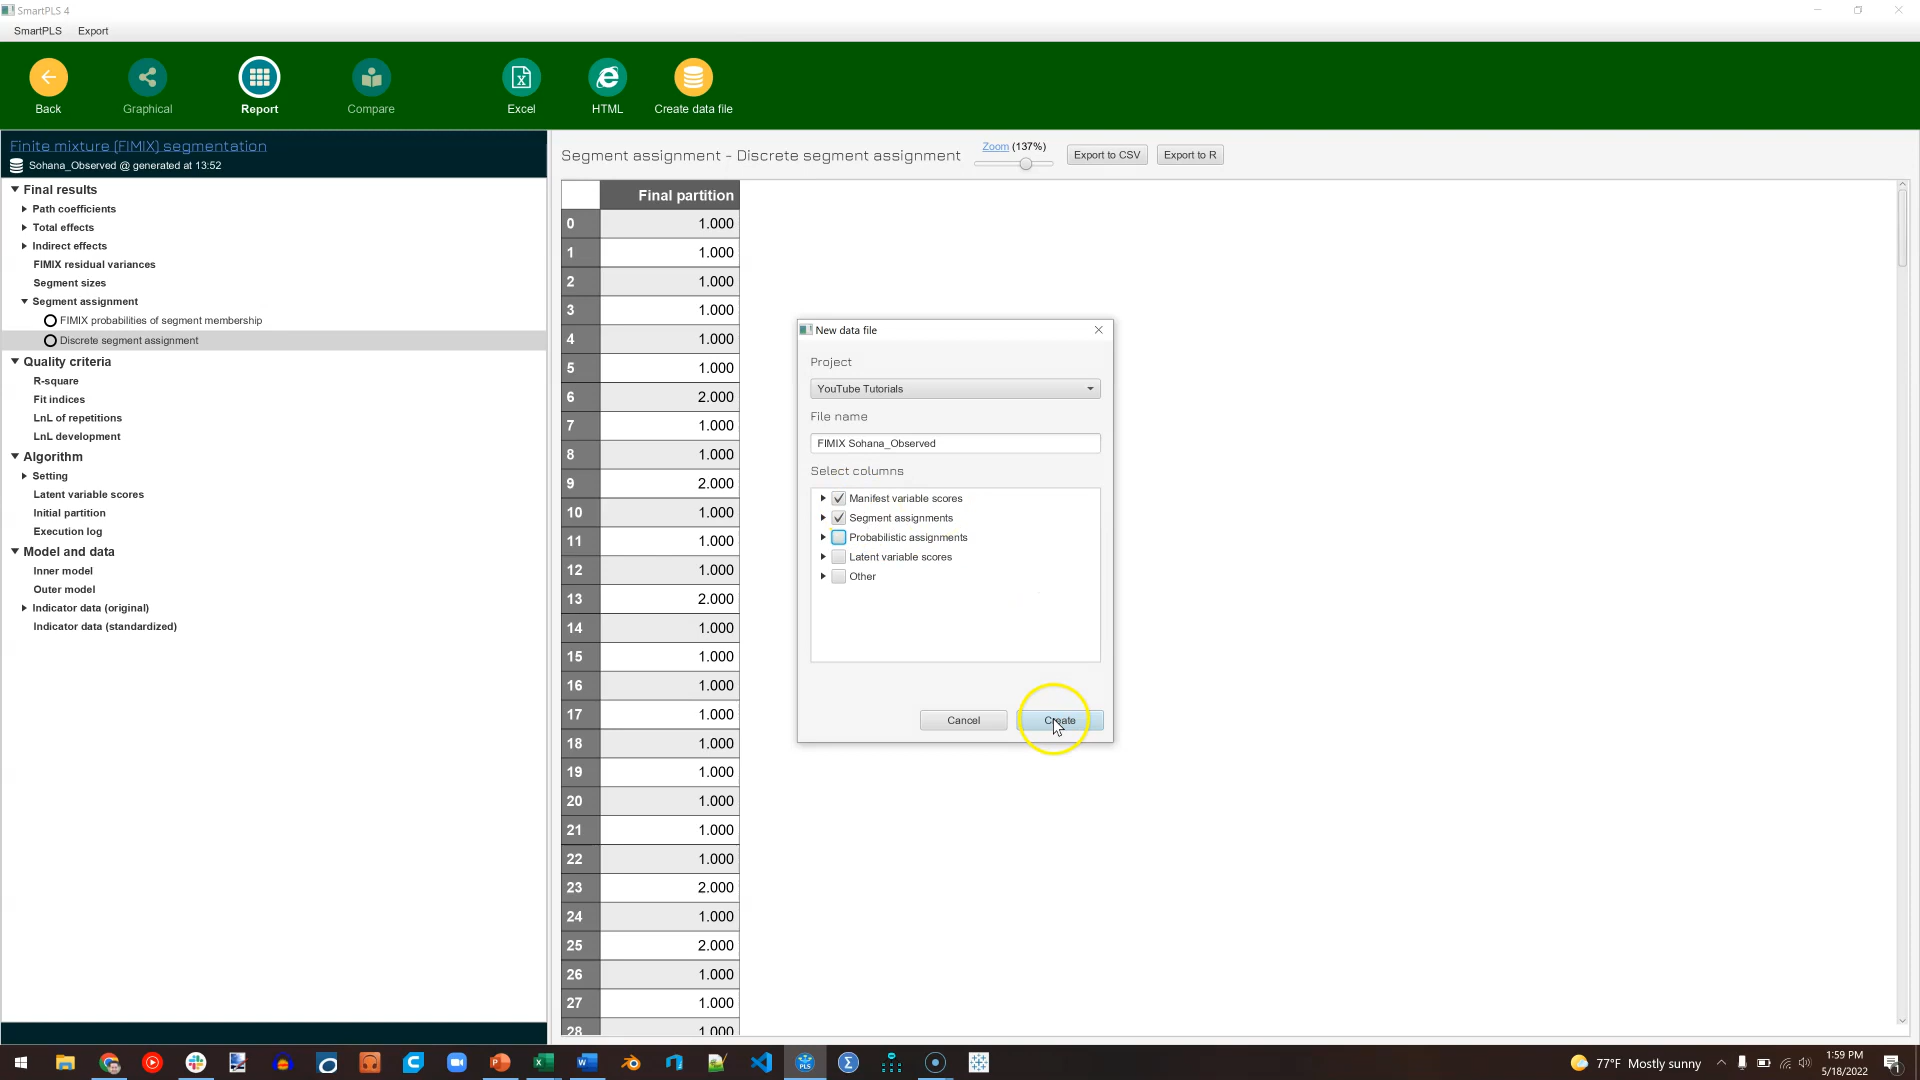 SmartPLS 4
SmartPLS Export
Back Graphical Report Compare Excel HTML Create data file
Finite mixture (FIMIX) segmentation
Sohana_Observed @ generated at 13:52
Final results
Path coefficients
Total effects
Indirect effects
FIMIX residual variances
Segment sizes
Segment assignment
FIMIX probabilities of segment membership
Discrete segment assignment
Quality criteria
R-square
Fit indices
LnL of repetitions
LnL development
Algorithm
Setting
Latent variable scores
Initial partition
Execution log
Model and data
Inner model
Outer model
Indicator data (original)
Indicator data (standardized)
Segment assignment - Discrete segment assignment
Zoom (137%)
Export to CSV Export to R
Final partition
0 1.000
1 1.000
2 1.000
3 1.000
4 1.000
5 1.000
6 2.000
7 1.000
8 1.000
9 2.000
10 1.000
11 1.000
12 1.000
13 2.000
14 1.000
15 1.000
16 1.000
17 1.000
18 1.000
19 1.000
20 1.000
21 1.000
22 1.000
23 2.000
24 1.000
25 2.000
26 1.000
27 1.000
28 1.000
New data file
Project
YouTube Tutorials
File name
FIMIX Sohana_Observed
Select columns
Manifest variable scores
Segment assignments
Probabilistic assignments
Latent variable scores
Other
Cancel Create
77°F Mostly sunny
1:59 PM
5/18/2022